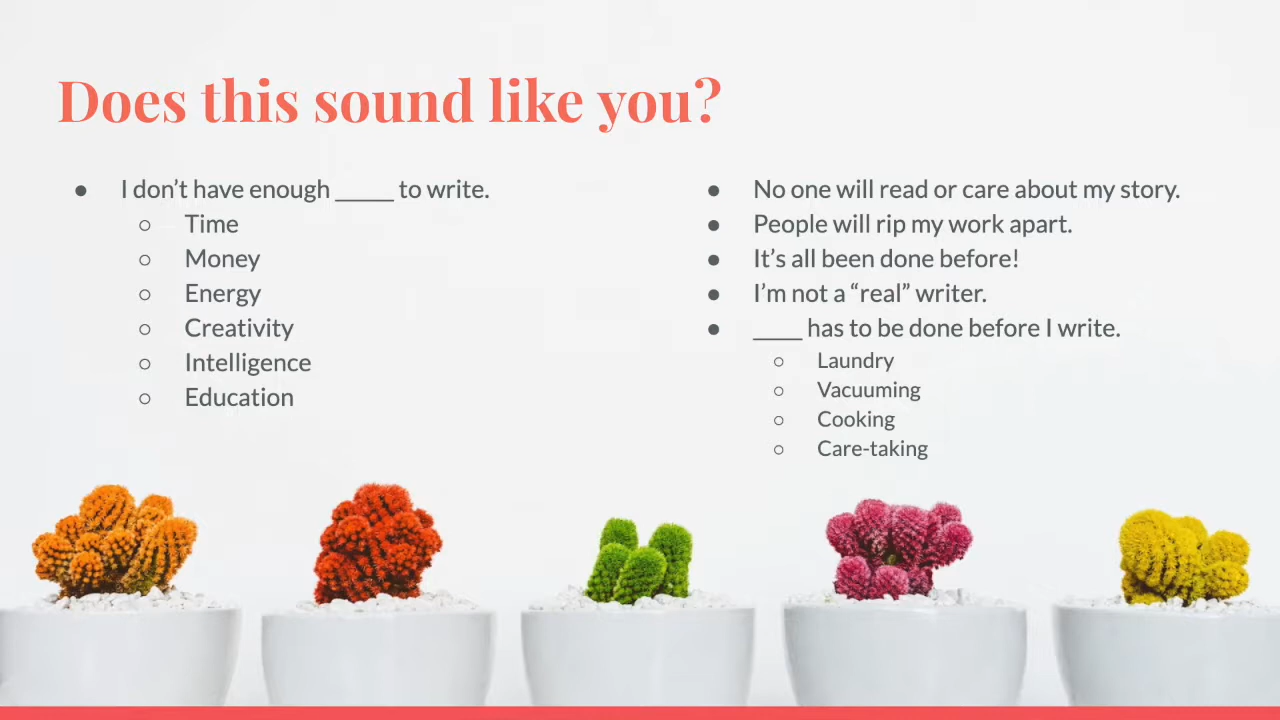 Does this sound like you?
● I don’t have enough _____ to write.
○ Time
○ Money
○ Energy
○ Creativity
○ Intelligence
○ Education
● No one will read or care about my story.
● People will rip my work apart.
● It’s all been done before!
● I’m not a “real” writer.
● ____ has to be done before I write.
○ Laundry
○ Vacuuming
○ Cooking
○ Care-taking